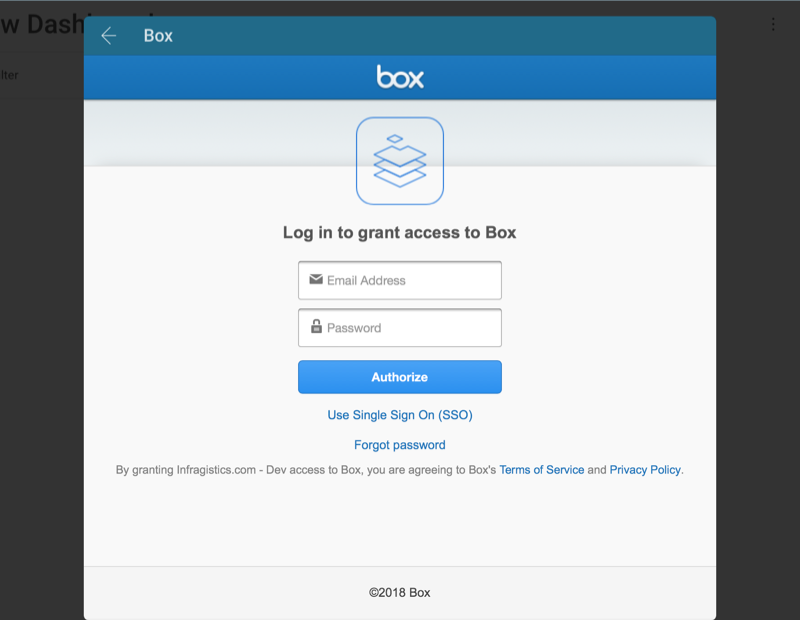 w Dash
Box
lter
box
Log in to grant access to Box
Email Address
Password
Authorize
Use Single Sign On (SSO)
Forgot password
By granting Infragistics.com - Dev access to Box, you are agreeing to Box's Terms of Service and Privacy Policy.
©2018 Box